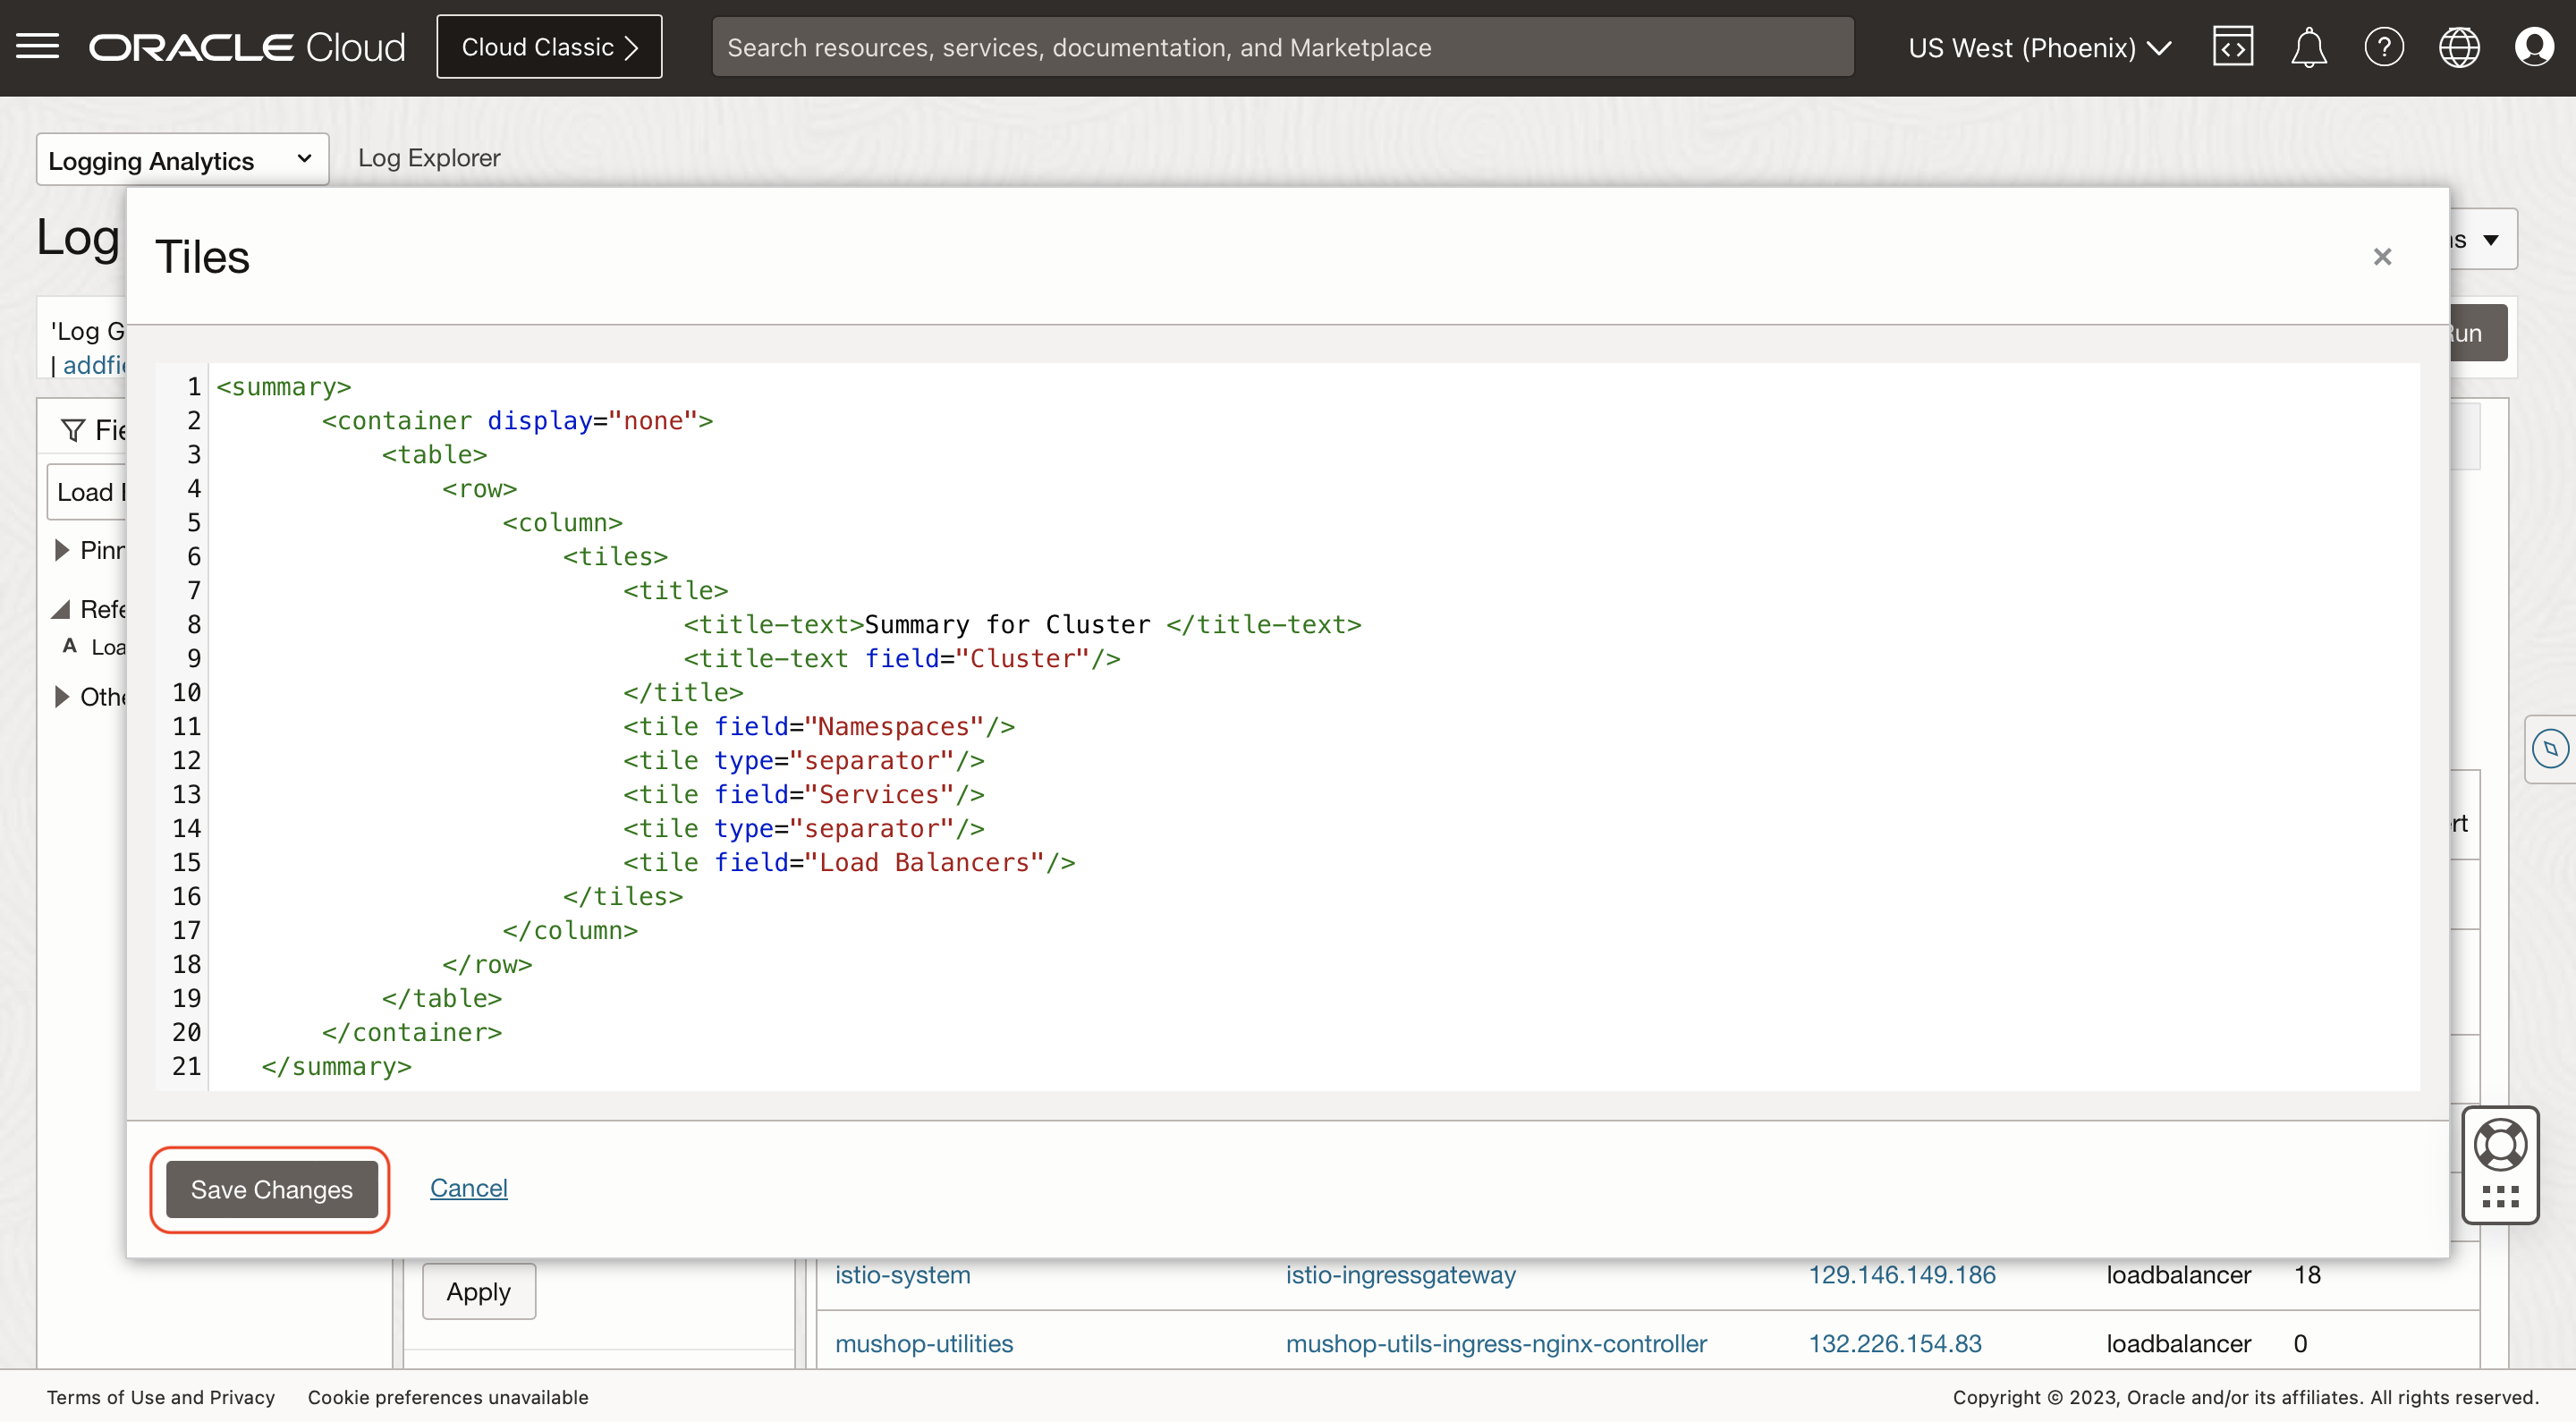 ORACLE Cloud
Cloud Classic
Search resources, services, documentation, and Marketplace
US West (Phoenix)
Logging Analytics
Log Explorer
Log
Tiles
×
'Log G
| addfi
Run
1 <summary>
2 <container display="none">
3 <table>
4 <row>
5 <column>
6 <tiles>
7 <title>
8 <title-text>Summary for Cluster </title-text>
9 <title-text field="Cluster"/>
10 </title>
11 <tile field="Namespaces"/>
12 <tile type="separator"/>
13 <tile field="Services"/>
14 <tile type="separator"/>
15 <tile field="Load Balancers"/>
16 </tiles>
17 </column>
18 </row>
19 </table>
20 </container>
21 </summary>
Fie
Load
Pinn
Refe
A Loa
Othe
rt
Save Changes
Cancel
Apply
istio-system istio-ingressgateway 129.146.149.186 loadbalancer 18
mushop-utilities mushop-utils-ingress-nginx-controller 132.226.154.83 loadbalancer 0
Terms of Use and Privacy Cookie preferences unavailable
Copyright © 2023, Oracle and/or its affiliates. All rights reserved.